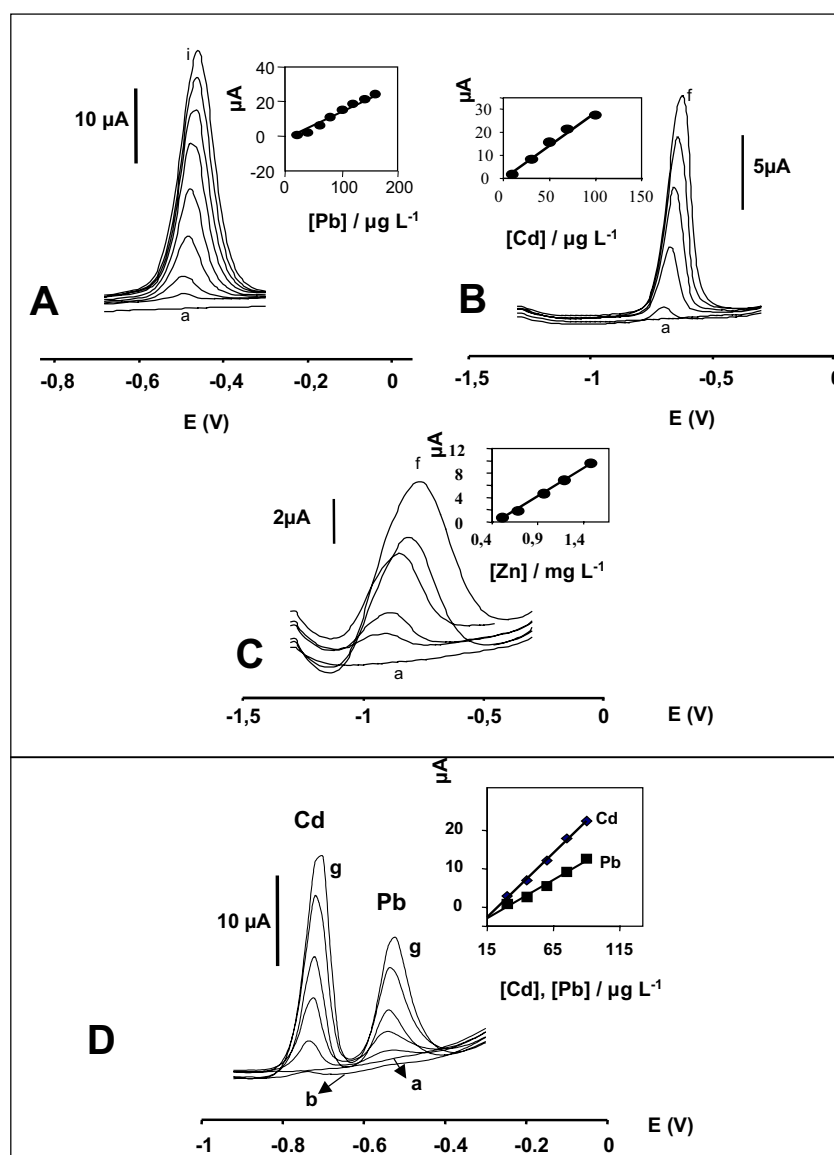 i
10 µA
a
A
-0,8 -0,6 -0,4 -0,2 0
E (V)
µA
40
20
0
-20
0 100 200
[Pb] / µg L-1
f
5µA
a
B
-1,5 -1 -0,5 0
E (V)
µA
30
20
10
0
0 50 100 150
[Cd] / µg L-1
f
2µA
a
C
-1,5 -1 -0,5 0 E (V)
µA
12
8
4
0
0,4 0,9 1,4
[Zn] / mg L-1
Cd
g
10 µA
Pb
g
D
b a
-1 -0.8 -0.6 -0.4 -0.2 0
E (V)
µA
20
10
0
Cd
Pb
15 65 115
[Cd], [Pb] / µg L-1